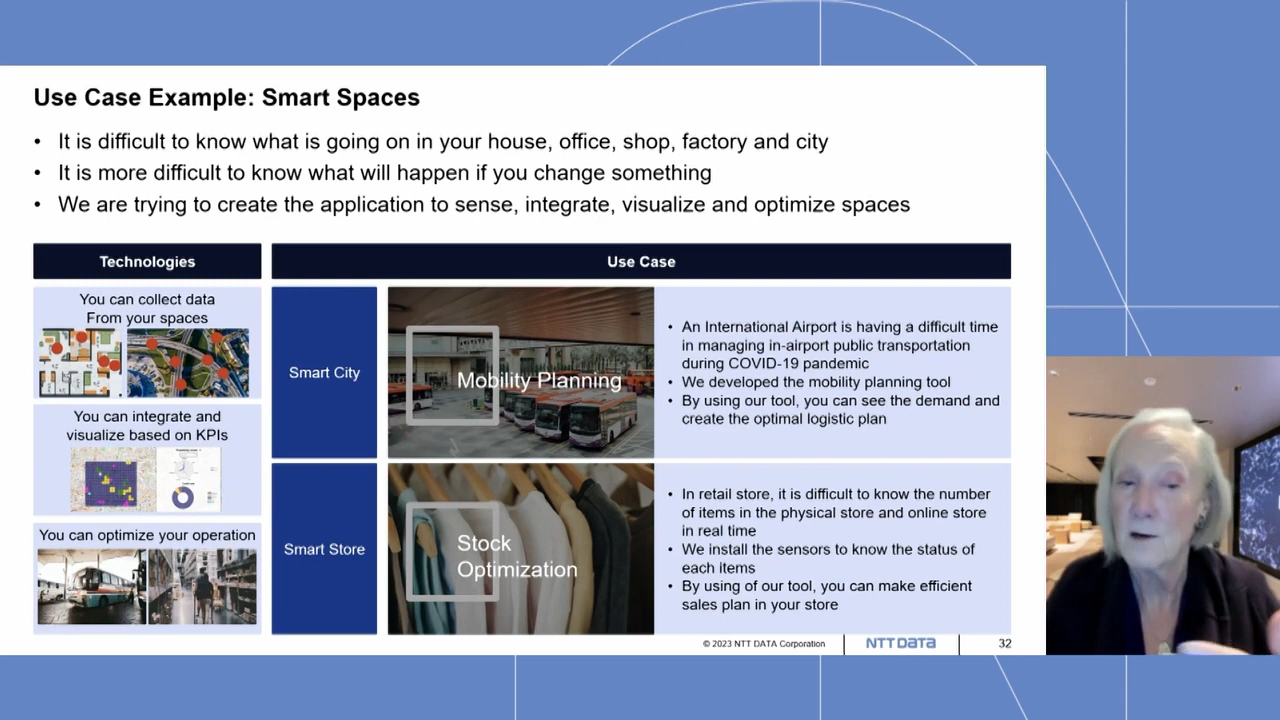 Use Case Example: Smart Spaces
• It is difficult to know what is going on in your house, office, shop, factory and city
• It is more difficult to know what will happen if you change something
• We are trying to create the application to sense, integrate, visualize and optimize spaces
Technologies
Use Case
You can collect data
From your spaces
You can integrate and
visualize based on KPIs
You can optimize your operation
Smart City
Mobility Planning
• An International Airport is having a difficult time
in managing in-airport public transportation
during COVID-19 pandemic
• We developed the mobility planning tool
• By using our tool, you can see the demand and
create the optimal logistic plan
Smart Store
Stock
Optimization
• In retail store, it is difficult to know the number
of items in the physical store and online store
in real time
• We install the sensors to know the status of
each items
• By using of our tool, you can make efficient
sales plan in your store
© 2023 NTT DATA Corporation
NTT DATA
32